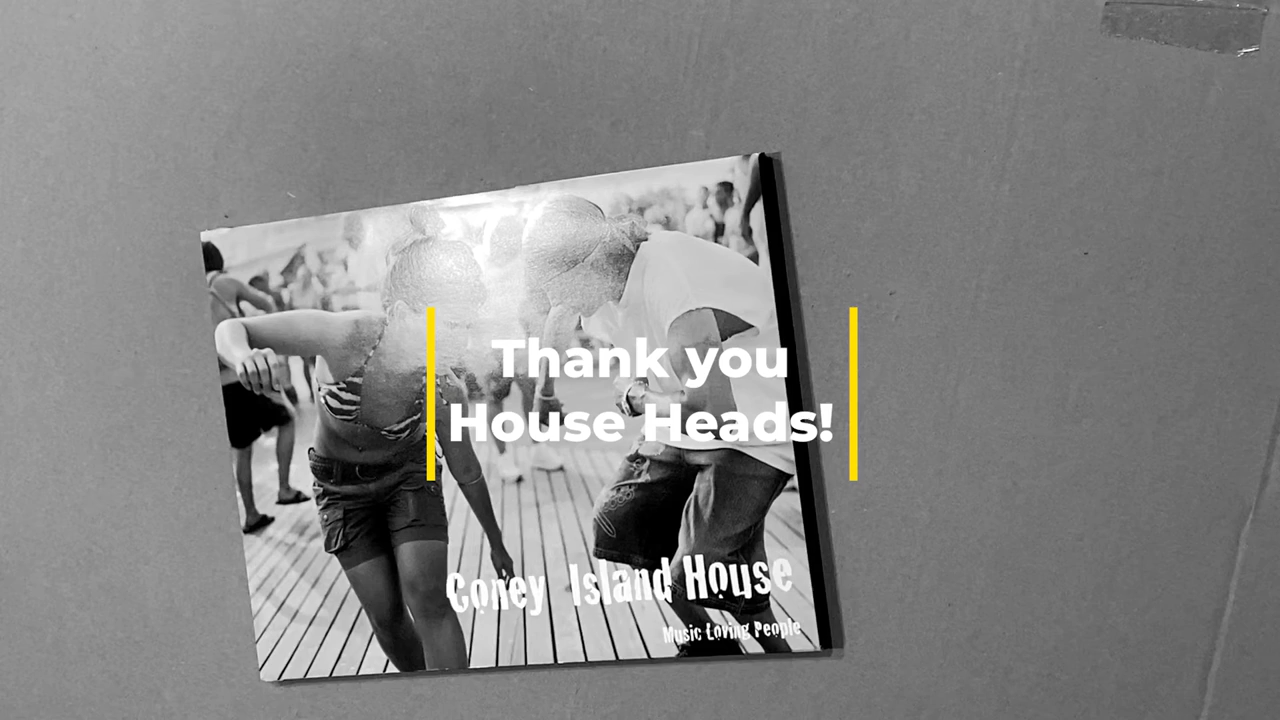 Thank you
House Heads!
Coney Island House
Music Loving People